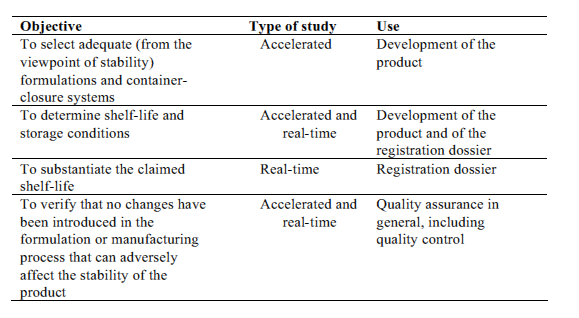 Objective Type of study Use
To select adequate (from the Accelerated Development of the
viewpoint of stability) product
formulations and container-
closure systems
To determine shelf-life and Accelerated and Development of the
storage conditions real-time product and of the
registration dossier
To substantiate the claimed Real-time Registration dossier
shelf-life
To verify that no changes have Accelerated and Quality assurance in
been introduced in the real-time general, including
formulation or manufacturing quality control
process that can adversely
affect the stability of the
product